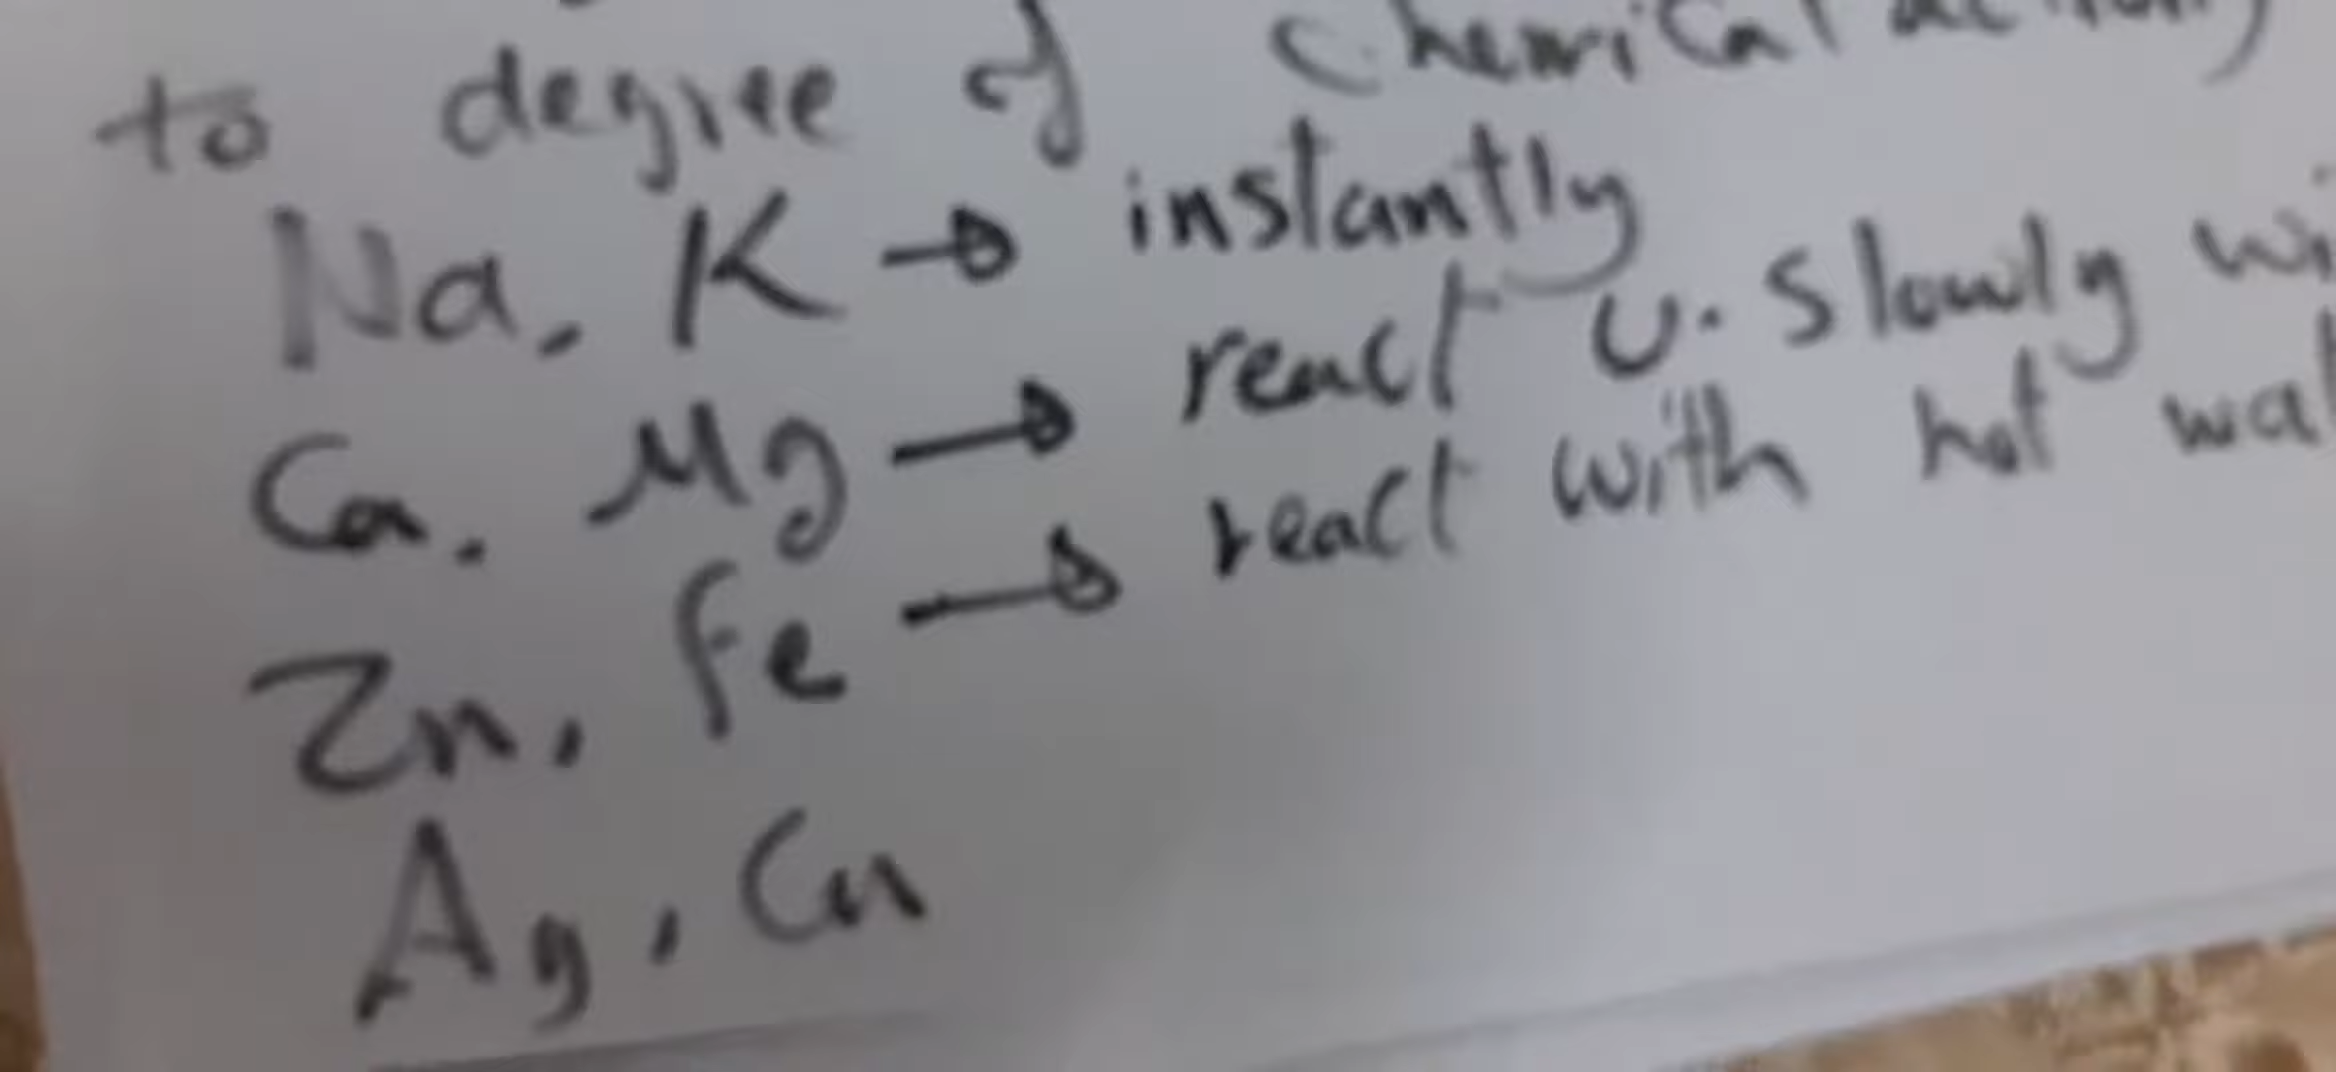 to degree of chemical
Na, K → instantly
Ca, Mg → react v. slowly
Zn, Fe → react with hot
Ag, Cu